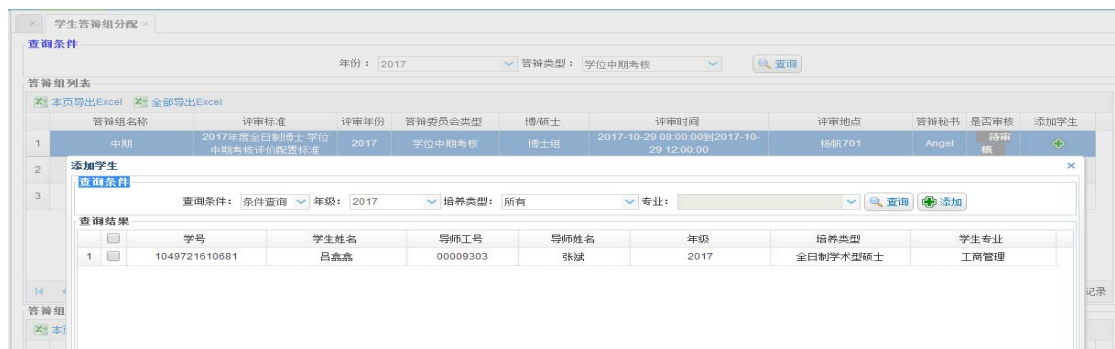 学生答辩组分配
查询条件
年份： 2017 答辩类型： 学位中期考核 查询
答辩组列表
本页导出Excel 全部导出Excel
答辩组名称 评审标准 评审年份 答辩委员会类型 博/硕士 评审时间 评审地点 答辩秘书 是否审核 添加学生
1 中期 2017年度全日制博士 学位中期考核评价配置标准 2017 学位中期考核 博士组 2017-10-29 08:00:00到2017-10-29 12:00:00 杨帆701 Angel 待审核
2
添加学生
查询条件
3
查询条件： 条件查询 年级： 2017 培养类型： 所有 专业： 查询 添加
查询结果
学号 学生姓名 导师工号 导师姓名 年级 培养类型 学生专业
1 1049721610681 吕鑫鑫 00009303 张斌 2017 全日制学术型硕士 工商管理
记录
答辩组
本页